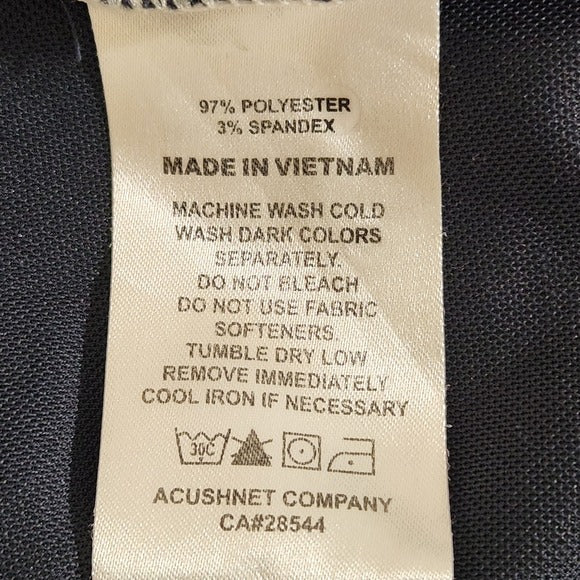 97% POLYESTER
3% SPANDEX
MADE IN VIETNAM
MACHINE WASH COLD
WASH DARK COLORS
SEPARATELY.
DO NOT BLEACH
DO NOT USE FABRIC
SOFTENERS.
TUMBLE DRY LOW
REMOVE IMMEDIATELY
COOL IRON IF NECESSARY
30C
ACUSHNET COMPANY
CA#28544